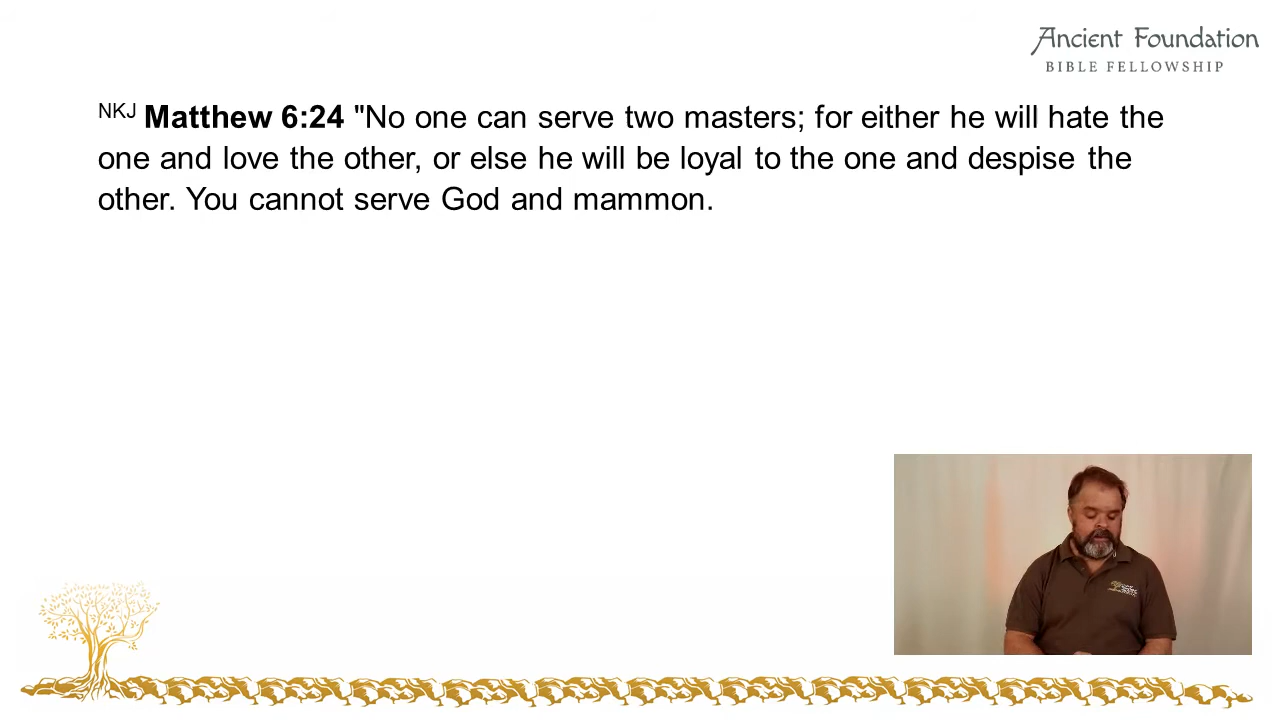 Ancient Foundation
BIBLE FELLOWSHIP
NKJ Matthew 6:24 "No one can serve two masters; for either he will hate the
one and love the other, or else he will be loyal to the one and despise the
other. You cannot serve God and mammon.